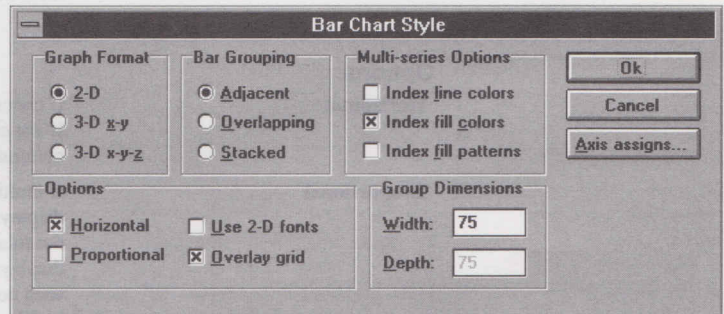 Bar Chart Style
Graph Format
2-D
3-D x-y
3-D x-y-z
Bar Grouping
Adjacent
Overlapping
Stacked
Multi-series Options
Index line colors
Index fill colors
Index fill patterns
Ok
Cancel
Axis assigns...
Options
Horizontal
Proportional
Use 2-D fonts
Overlay grid
Group Dimensions
Width: 75
Depth: 75